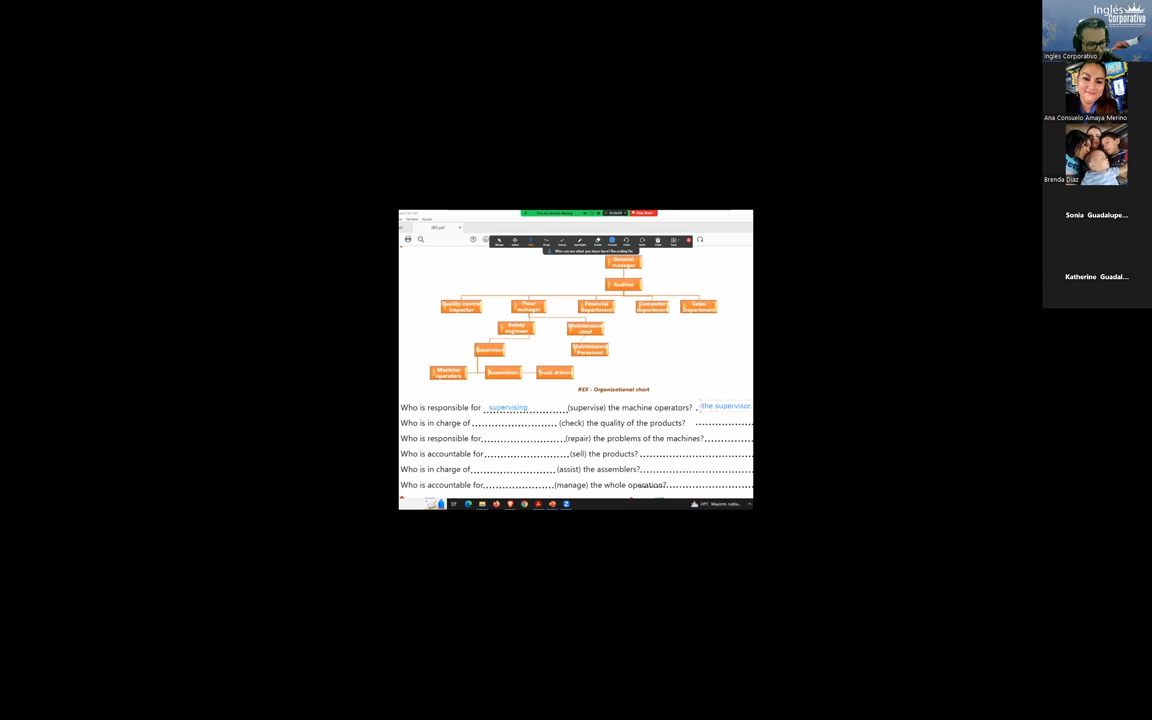 Inglés
Corporativo
Ingles Corporativo
Ana Consuelo Amaya Merino
Brenda Diaz
Sonia Guadalupe...
Katherine Guadal...
General
manager
Auditor
Quality control
Inspector
Floor
manager
Financial
Department
Computer
department
Sales
Department
Safety
engineer
Maintenance
chief
Supervisor
Maintenance
Personnel
Machine
operators
Assemblers
Truck drivers
REX - Organizational chart
Who is responsible for supervising (supervise) the machine operators? the supervisor.
Who is in charge of (check) the quality of the products?
Who is responsible for (repair) the problems of the machines?
Who is accountable for (sell) the products?
Who is in charge of (assist) the assemblers?
Who is accountable for (manage) the whole operation?